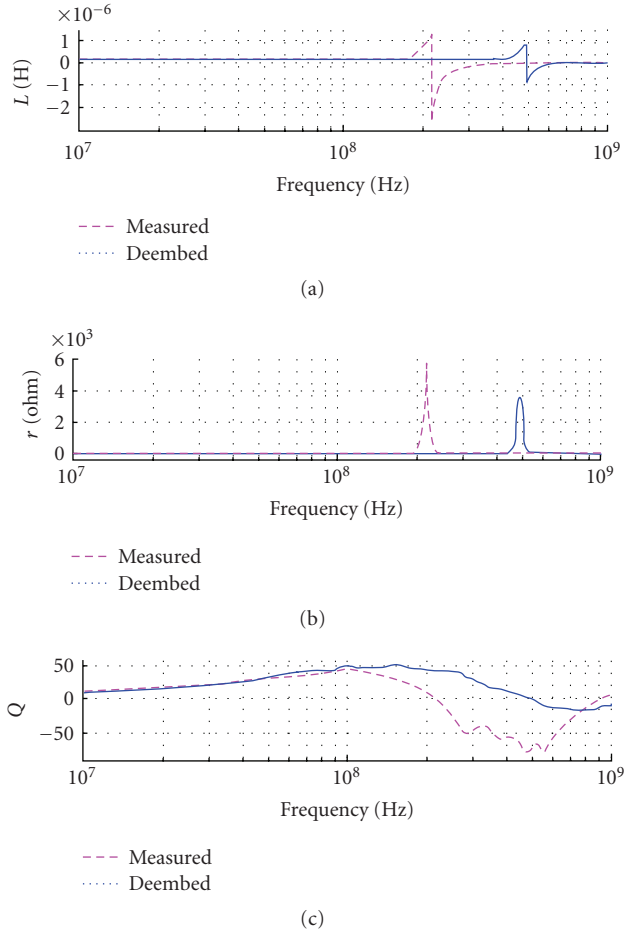 ×10⁻⁶
1
0
−1
−2
L (H)
10⁷ 10⁸ 10⁹
Frequency (Hz)
Measured
Deembed
(a)
×10³
6
4
2
0
r (ohm)
10⁷ 10⁸ 10⁹
Frequency (Hz)
Measured
Deembed
(b)
50
0
−50
Q
10⁷ 10⁸ 10⁹
Frequency (Hz)
Measured
Deembed
(c)